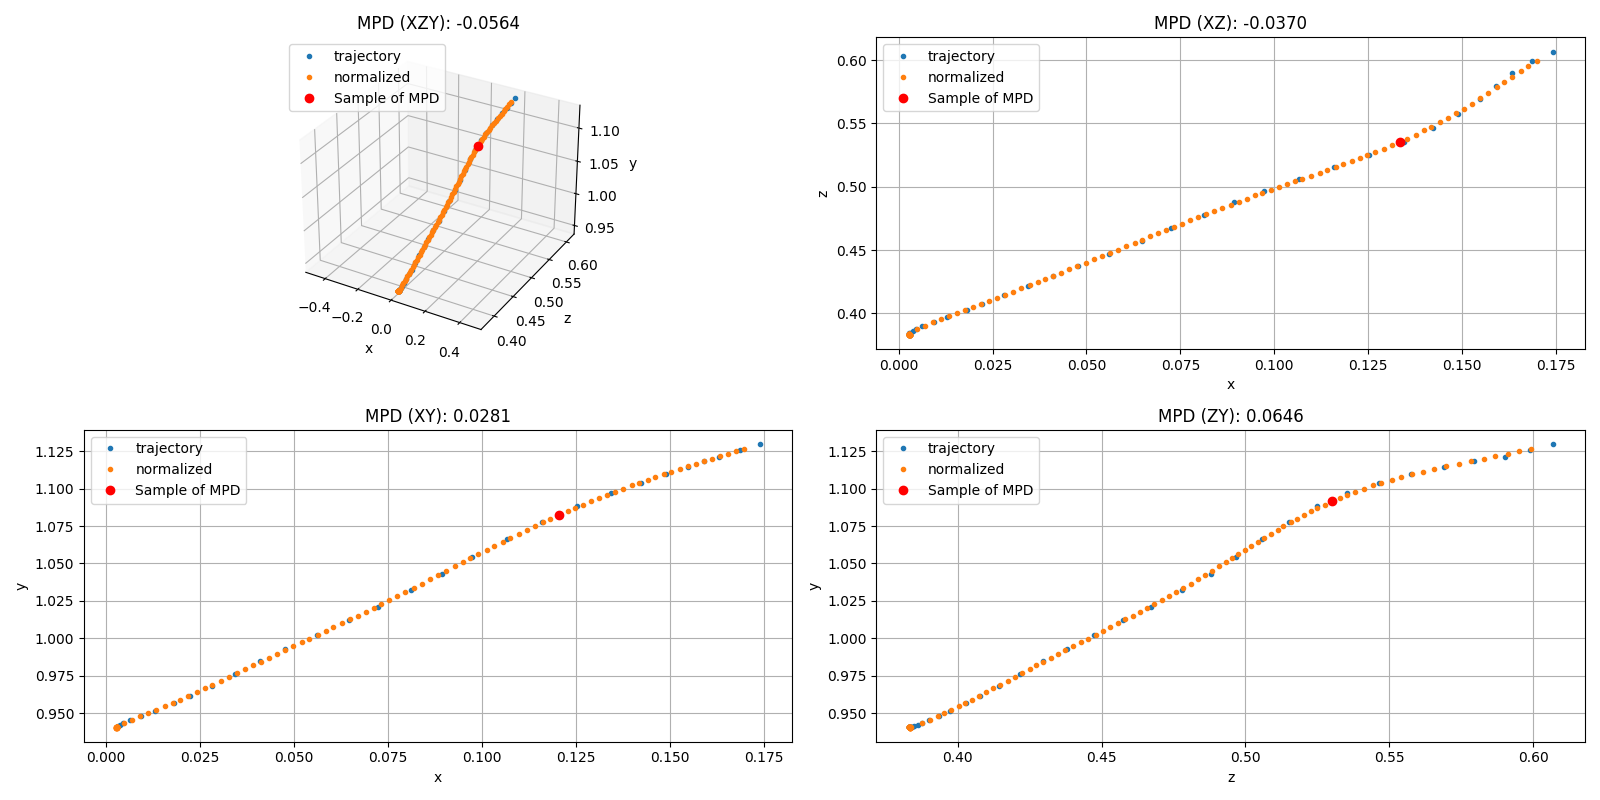 MPD (XZY): -0.0564
trajectory
normalized
Sample of MPD
1.10
1.05
1.00
0.95
y
0.60
0.55
0.50
0.45
0.40
z
−0.4
−0.2
0.0
0.2
0.4
x
MPD (XZ): -0.0370
trajectory
normalized
Sample of MPD
0.60
0.55
0.50
0.45
0.40
z
0.000
0.025
0.050
0.075
0.100
0.125
0.150
0.175
x
MPD (XY): 0.0281
trajectory
normalized
Sample of MPD
1.125
1.100
1.075
1.050
1.025
1.000
0.975
0.950
y
0.000
0.025
0.050
0.075
0.100
0.125
0.150
0.175
x
MPD (ZY): 0.0646
trajectory
normalized
Sample of MPD
1.125
1.100
1.075
1.050
1.025
1.000
0.975
0.950
y
0.40
0.45
0.50
0.55
0.60
z